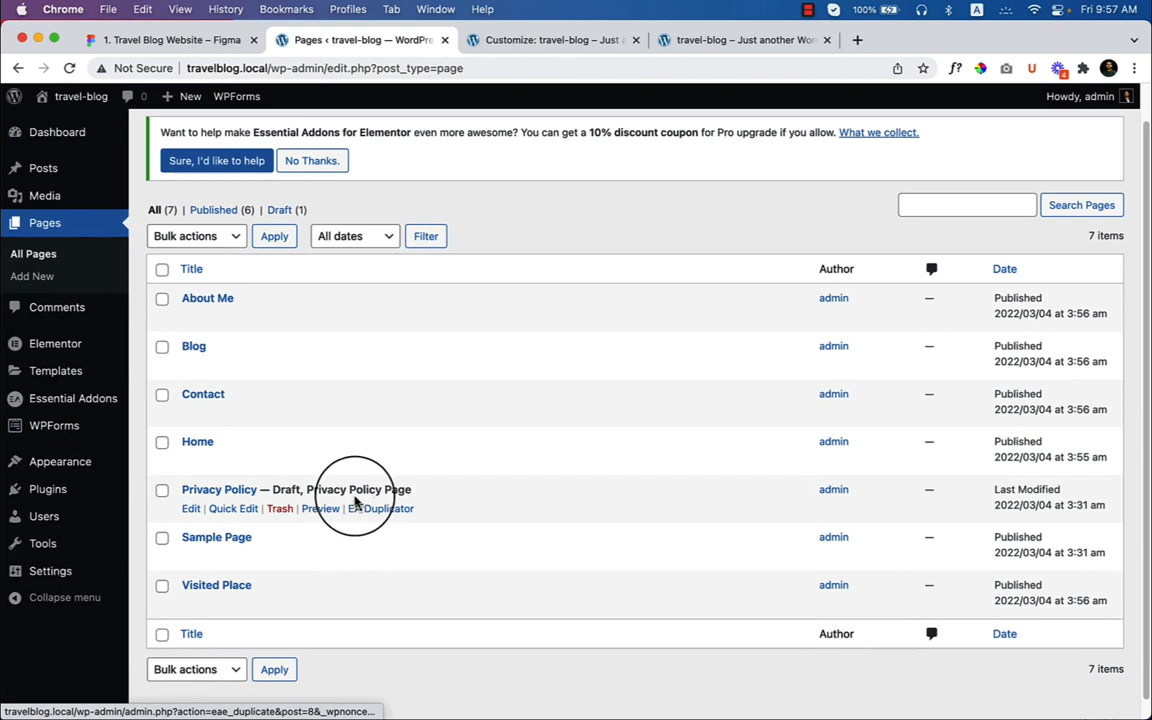 Chrome File Edit View History Bookmarks Profiles Tab Window Help 100% A Fri 9:57 AM
1. Travel Blog Website – Figma
Pages ‹ travel-blog — WordPre
Customize: travel-blog – Just a
travel-blog – Just another Wor
Not Secure travelblog.local/wp-admin/edit.php?post_type=page
f? U 4
travel-blog 0 New WPForms Howdy, admin
Dashboard
Posts
Media
Pages
All Pages
Add New
Comments
Elementor
Templates
EA Essential Addons
WPForms
Appearance
Plugins
Users
Tools
Settings
Collapse menu
Want to help make Essential Addons for Elementor even more awesome? You can get a 10% discount coupon for Pro upgrade if you allow. What we collect.
Sure, I'd like to help No Thanks.
All (7) | Published (6) | Draft (1)
Search Pages
Bulk actions Apply All dates Filter 7 items
Title Author Date
About Me admin — Published
2022/03/04 at 3:56 am
Blog admin — Published
2022/03/04 at 3:56 am
Contact admin — Published
2022/03/04 at 3:56 am
Home admin — Published
2022/03/04 at 3:55 am
Privacy Policy — Draft, Privacy Policy Page admin — Last Modified
2022/03/04 at 3:31 am
Edit | Quick Edit | Trash | Preview | EA Duplicator
Sample Page admin — Published
2022/03/04 at 3:31 am
Visited Place admin — Published
2022/03/04 at 3:56 am
Title Author Date
Bulk actions Apply 7 items
travelblog.local/wp-admin/admin.php?action=eae_duplicate&post=8&_wpnonce...